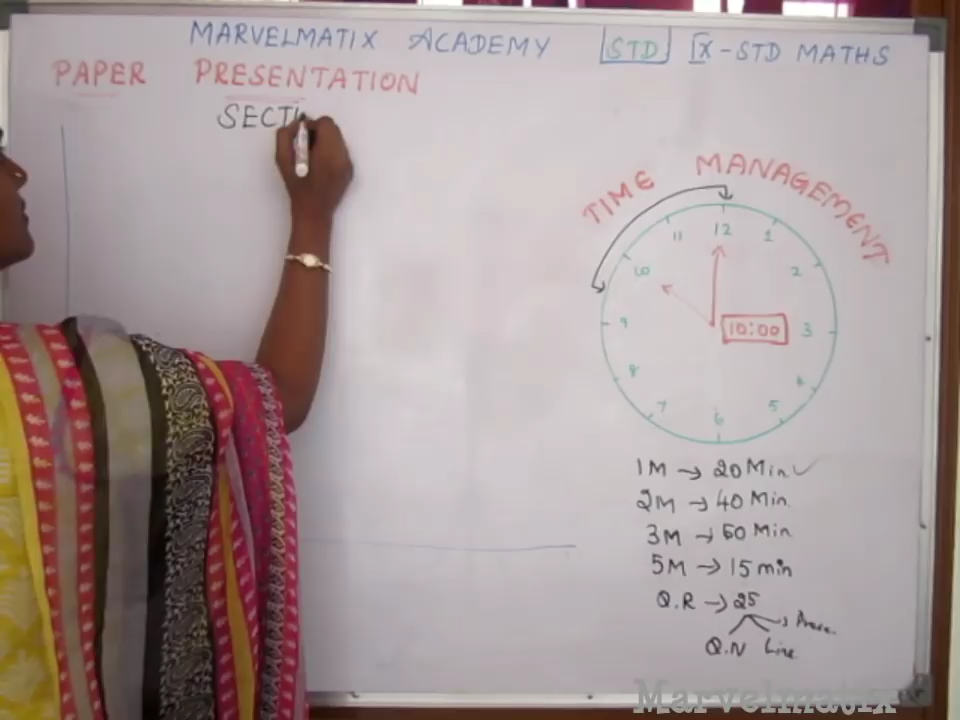 MARVELMATIX ACADEMY STD IX - STD MATHS
PAPER PRESENTATION
SECTI
TIME MANAGEMENT
12
1
2
3
4
5
6
7
8
9
10
11
10:00
1M → 20 Min ✓
2M → 40 Min
3M → 60 Min
5M → 15 min
Q.R → 25
Q.N Line
Marvelmatix